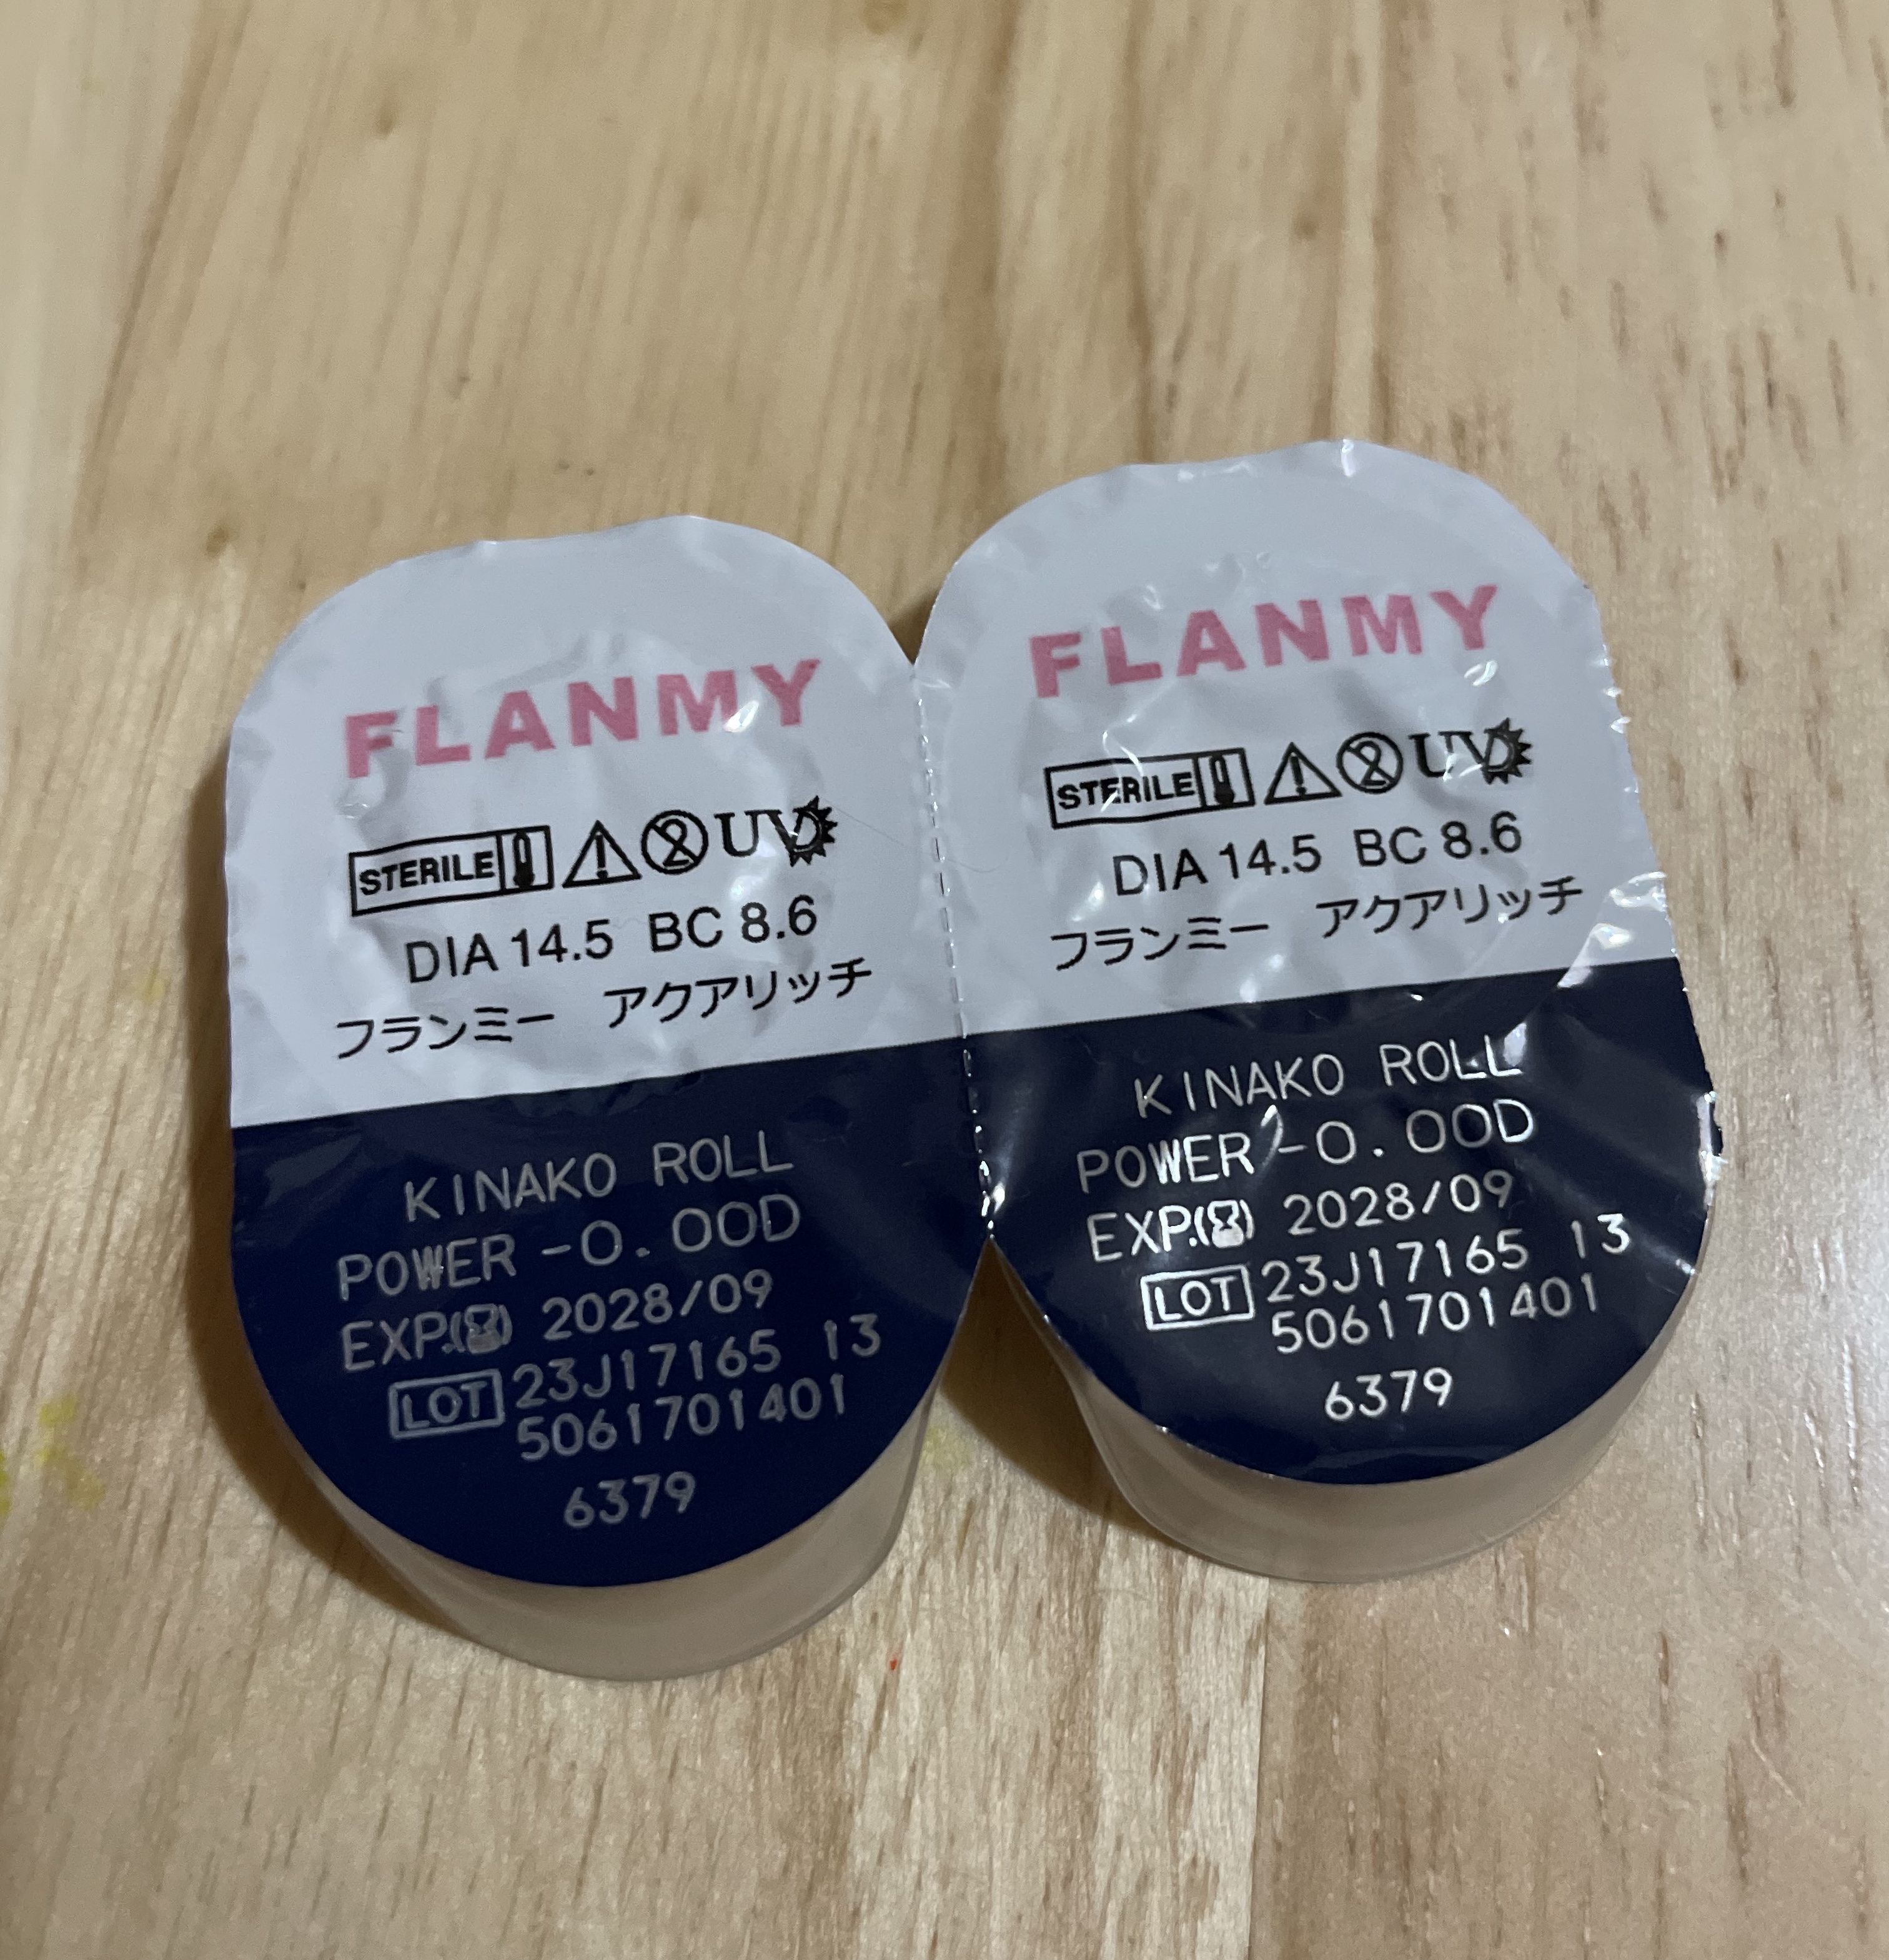 FLANMY
STERILE UV
DIA 14.5 BC 8.6
フランミー アクアリッチ
KINAKO ROLL
POWER -0.00D
EXP. 2028/09
LOT 23J17165 13
5061701401
6379
FLANMY
STERILE UV
DIA 14.5 BC 8.6
フランミー アクアリッチ
KINAKO ROLL
POWER -0.00D
EXP. 2028/09
LOT 23J17165 13
5061701401
6379